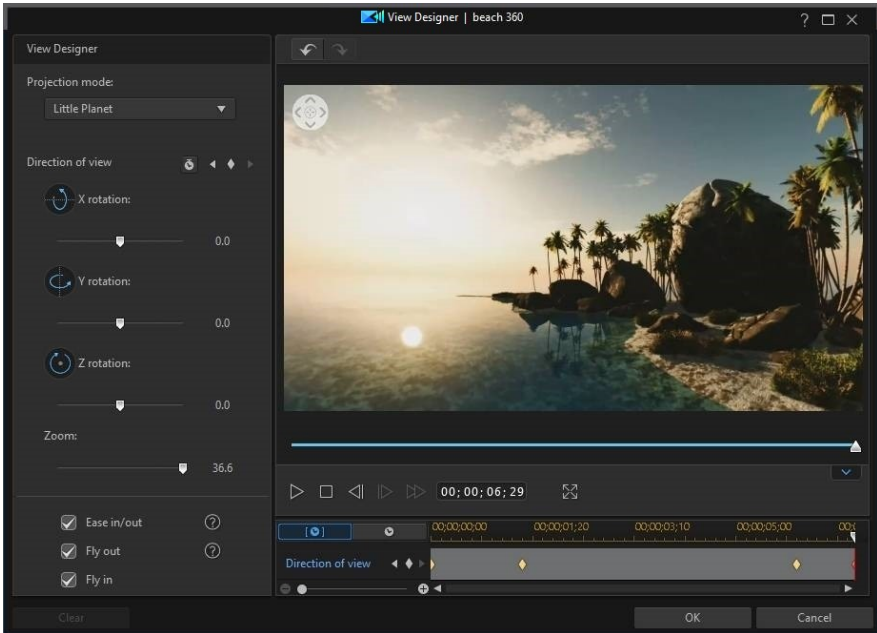 View Designer | beach 360
?
View Designer
Projection mode:
Little Planet
Direction of view
X rotation:
0.0
Y rotation:
0.0
Z rotation:
0.0
Zoom:
36.6
Ease in/out ?
Fly out ?
Fly in
00;00;06;29
00;00;00;00 00;00;01;20 00;00;03;10 00;00;05;00
Direction of view
Clear
OK Cancel